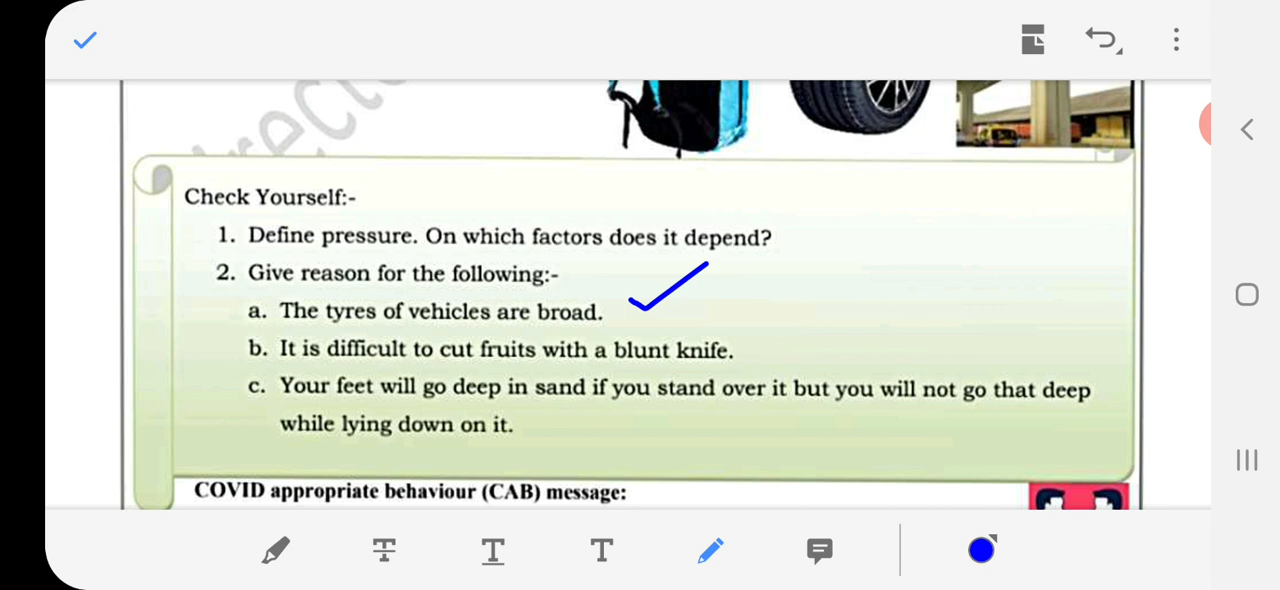 Check Yourself:-
1. Define pressure. On which factors does it depend?
2. Give reason for the following:-
a. The tyres of vehicles are broad.
b. It is difficult to cut fruits with a blunt knife.
c. Your feet will go deep in sand if you stand over it but you will not go that deep
while lying down on it.
COVID appropriate behaviour (CAB) message: